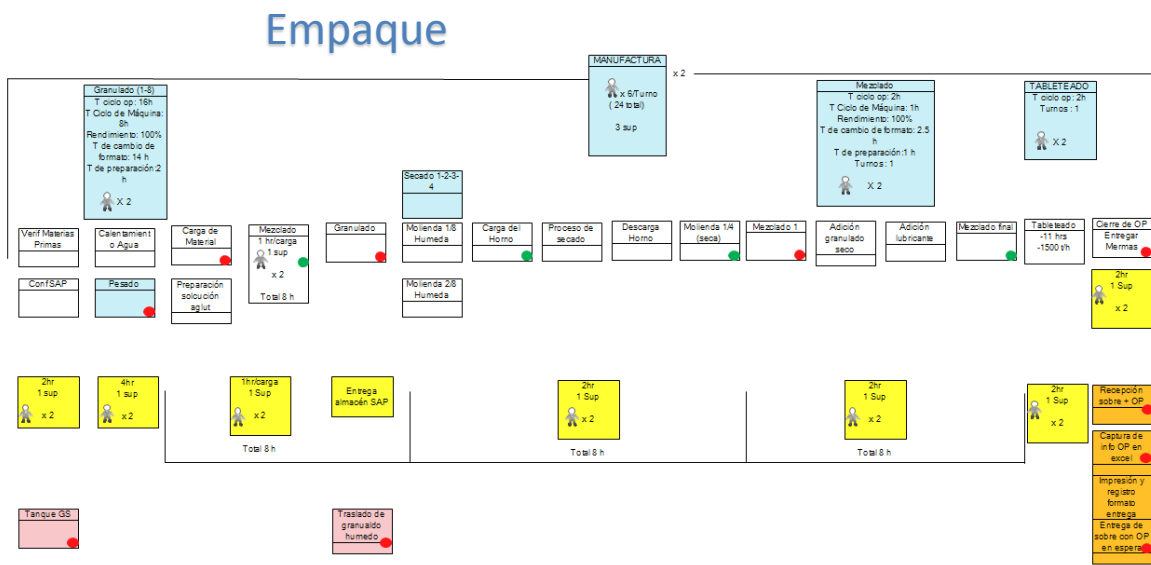 Empaque
MANUFACTURA
x 6/Turno
( 24 total)
3 sup
x 2
Granulado (1-8)
T ciclo op: 16h
T Ciclo de Máquina:
8h
Rendimiento: 100%
T de cambio de
formato: 14 h
T de preparación:2
h
X 2
Mezclado
T ciclo op: 2h
T Ciclo de Máquina: 1h
Rendimiento: 100%
T de cambio de formato: 2.5
h
T de preparación:1 h
Turnos: 1
X 2
TABLETEADO
T ciclo op: 2h
Turnos : 1
X 2
Secado 1-2-3-
4
Verif Materias
Primas
Calentamient
o Agua
Carga de
Material
Mezclado
1 hr/carga
1 sup
x 2
Total 8 h
Granulado
Molienda 1/8
Humeda
Carga del
Horno
Proceso de
secado
Descarga
Horno
Molienda 1/4
(seca)
Mezclado 1
Adición
granulado
seco
Adición
lubricante
Mezclado final
Tableteado
-11 hrs
-1500 t/h
Cierre de OP
Entregar
Mermas
Conf SAP
Pesado
Preparación
solcución
aglut
Molienda 2/8
Humeda
2hr
1 Sup
x 2
2hr
1 sup
x 2
4hr
1 sup
x 2
1hr/carga
1 Sup
x 2
Total 8 h
Entrega
almacén SAP
2hr
1 Sup
x 2
Total 8 h
2hr
1 Sup
x 2
Total 8 h
2hr
1 Sup
x 2
Recepción
sobre + OP
Captura de
info OP en
excel
Impresión y
registro
formato
entrega
Entrega de
sobre con OP
en espera
Tanque GS
Traslado de
granualdo
humedo